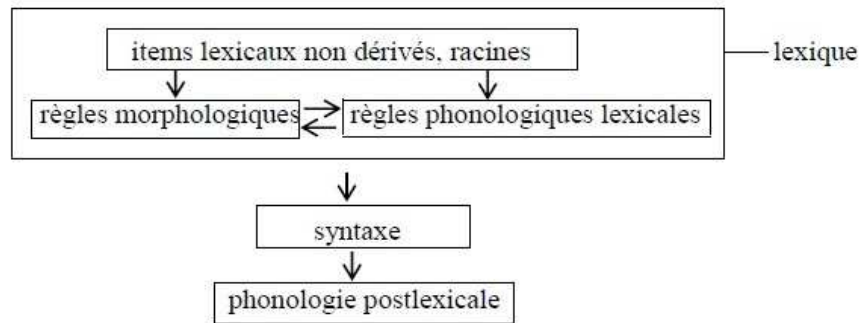 items lexicaux non dérivés, racines
lexique
règles morphologiques
règles phonologiques lexicales
syntaxe
phonologie postlexicale